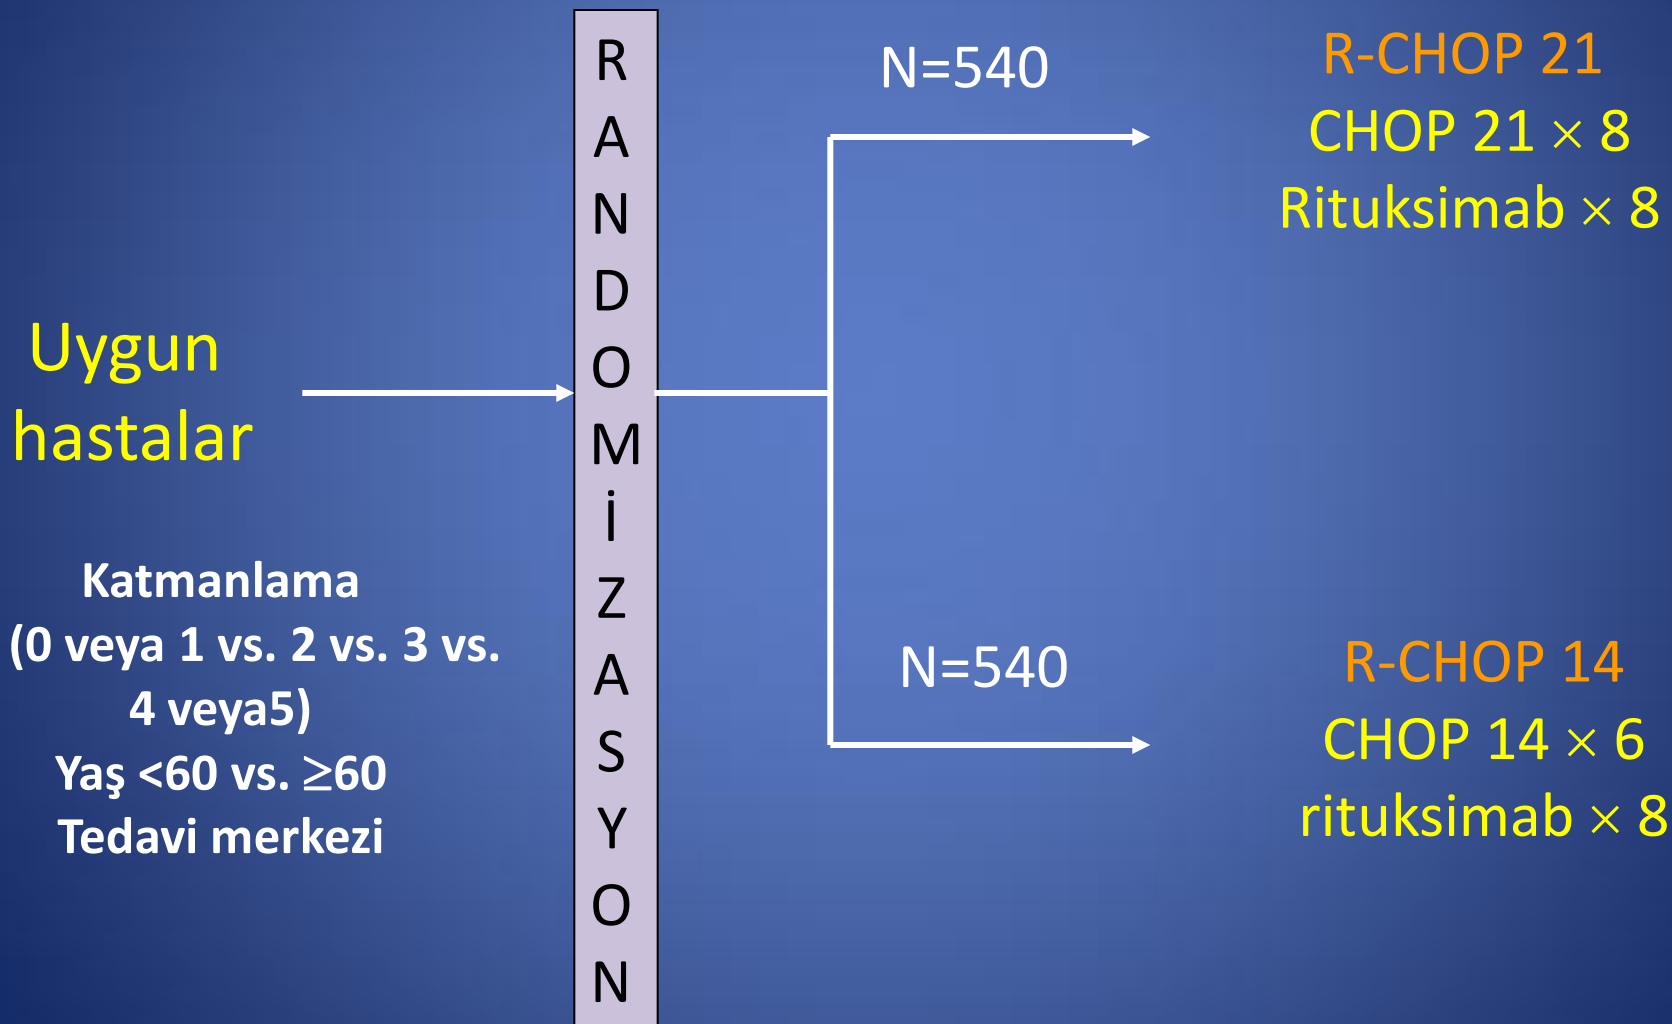 Uygun
hastalar
Katmanlama
(0 veya 1 vs. 2 vs. 3 vs.
4 veya5)
Yaş <60 vs. ≥60
Tedavi merkezi
R
A
N
D
O
M
İ
Z
A
S
Y
O
N
N=540
R-CHOP 21
CHOP 21 × 8
Rituksimab × 8
N=540
R-CHOP 14
CHOP 14 × 6
rituksimab × 8